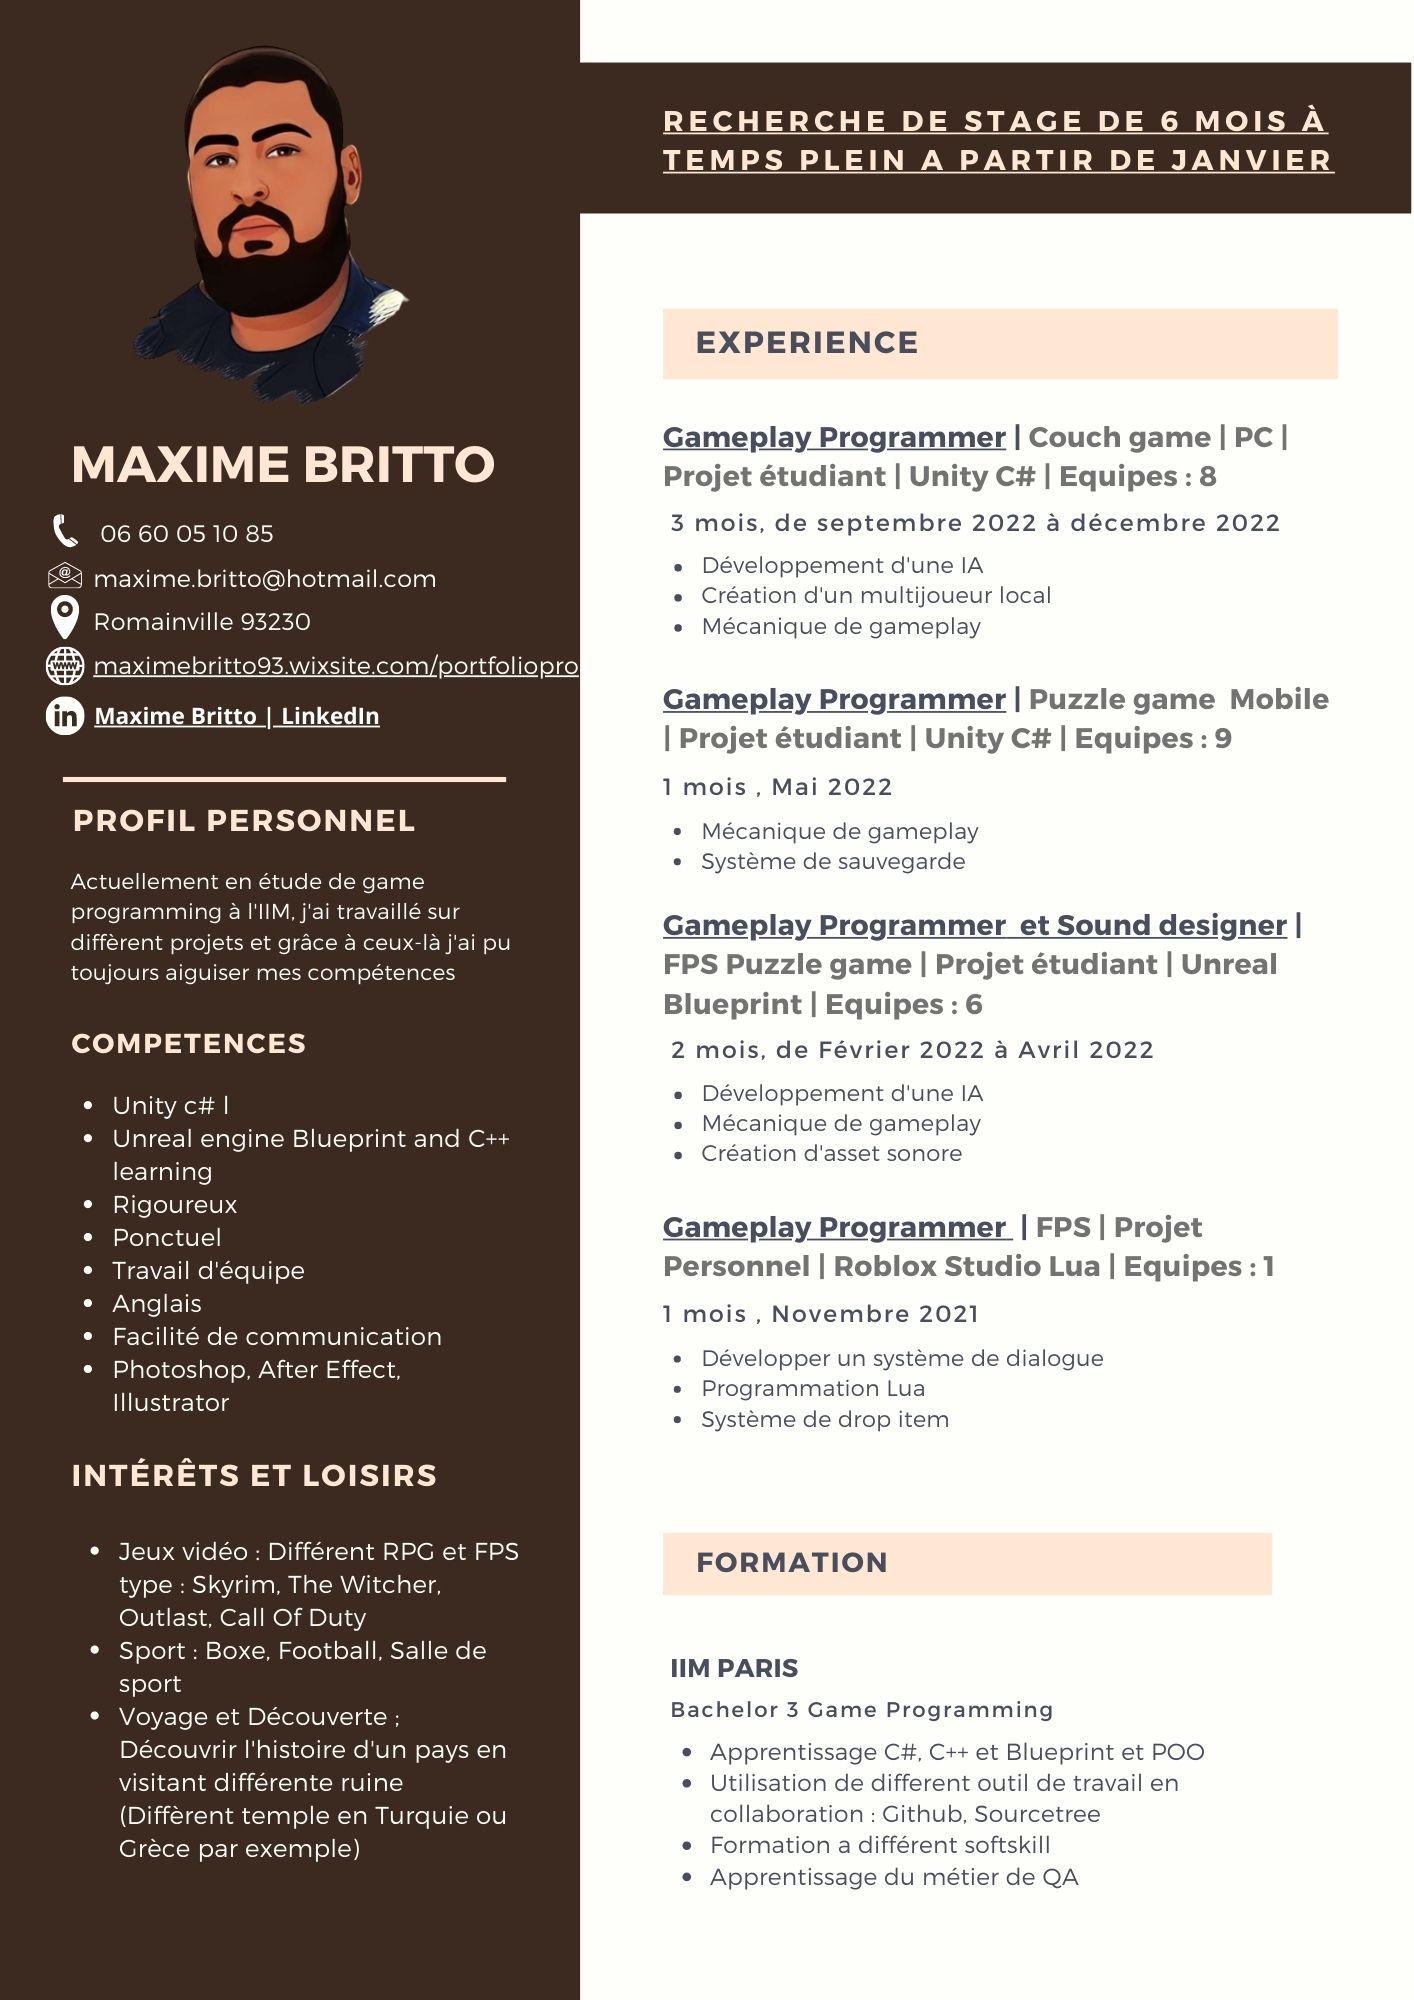 MAXIME BRITTO
06 60 05 10 85
maxime.britto@hotmail.com
Romainville 93230
maximebritto93.wixsite.com/portfoliopro
Maxime Britto | LinkedIn
PROFIL PERSONNEL
Actuellement en étude de game
programming à l'IIM, j'ai travaillé sur
diffèrent projets et grâce à ceux-là j'ai pu
toujours aiguiser mes compétences
COMPETENCES
• Unity c# l
• Unreal engine Blueprint and C++
learning
• Rigoureux
• Ponctuel
• Travail d'équipe
• Anglais
• Facilité de communication
• Photoshop, After Effect,
Illustrator
INTÉRÊTS ET LOISIRS
• Jeux vidéo : Différent RPG et FPS
type : Skyrim, The Witcher,
Outlast, Call Of Duty
• Sport : Boxe, Football, Salle de
sport
• Voyage et Découverte ;
Découvrir l'histoire d'un pays en
visitant différente ruine
(Diffèrent temple en Turquie ou
Grèce par exemple)
RECHERCHE DE STAGE DE 6 MOIS À
TEMPS PLEIN A PARTIR DE JANVIER
EXPERIENCE
Gameplay Programmer | Couch game | PC |
Projet étudiant | Unity C# | Equipes : 8
3 mois, de septembre 2022 à décembre 2022
• Développement d'une IA
• Création d'un multijoueur local
• Mécanique de gameplay
Gameplay Programmer | Puzzle game Mobile
| Projet étudiant | Unity C# | Equipes : 9
1 mois , Mai 2022
• Mécanique de gameplay
• Système de sauvegarde
Gameplay Programmer et Sound designer |
FPS Puzzle game | Projet étudiant | Unreal
Blueprint | Equipes : 6
2 mois, de Février 2022 à Avril 2022
• Développement d'une IA
• Mécanique de gameplay
• Création d'asset sonore
Gameplay Programmer | FPS | Projet
Personnel | Roblox Studio Lua | Equipes : 1
1 mois , Novembre 2021
• Développer un système de dialogue
• Programmation Lua
• Système de drop item
FORMATION
IIM PARIS
Bachelor 3 Game Programming
• Apprentissage C#, C++ et Blueprint et POO
• Utilisation de different outil de travail en
collaboration : Github, Sourcetree
• Formation a différent softskill
• Apprentissage du métier de QA